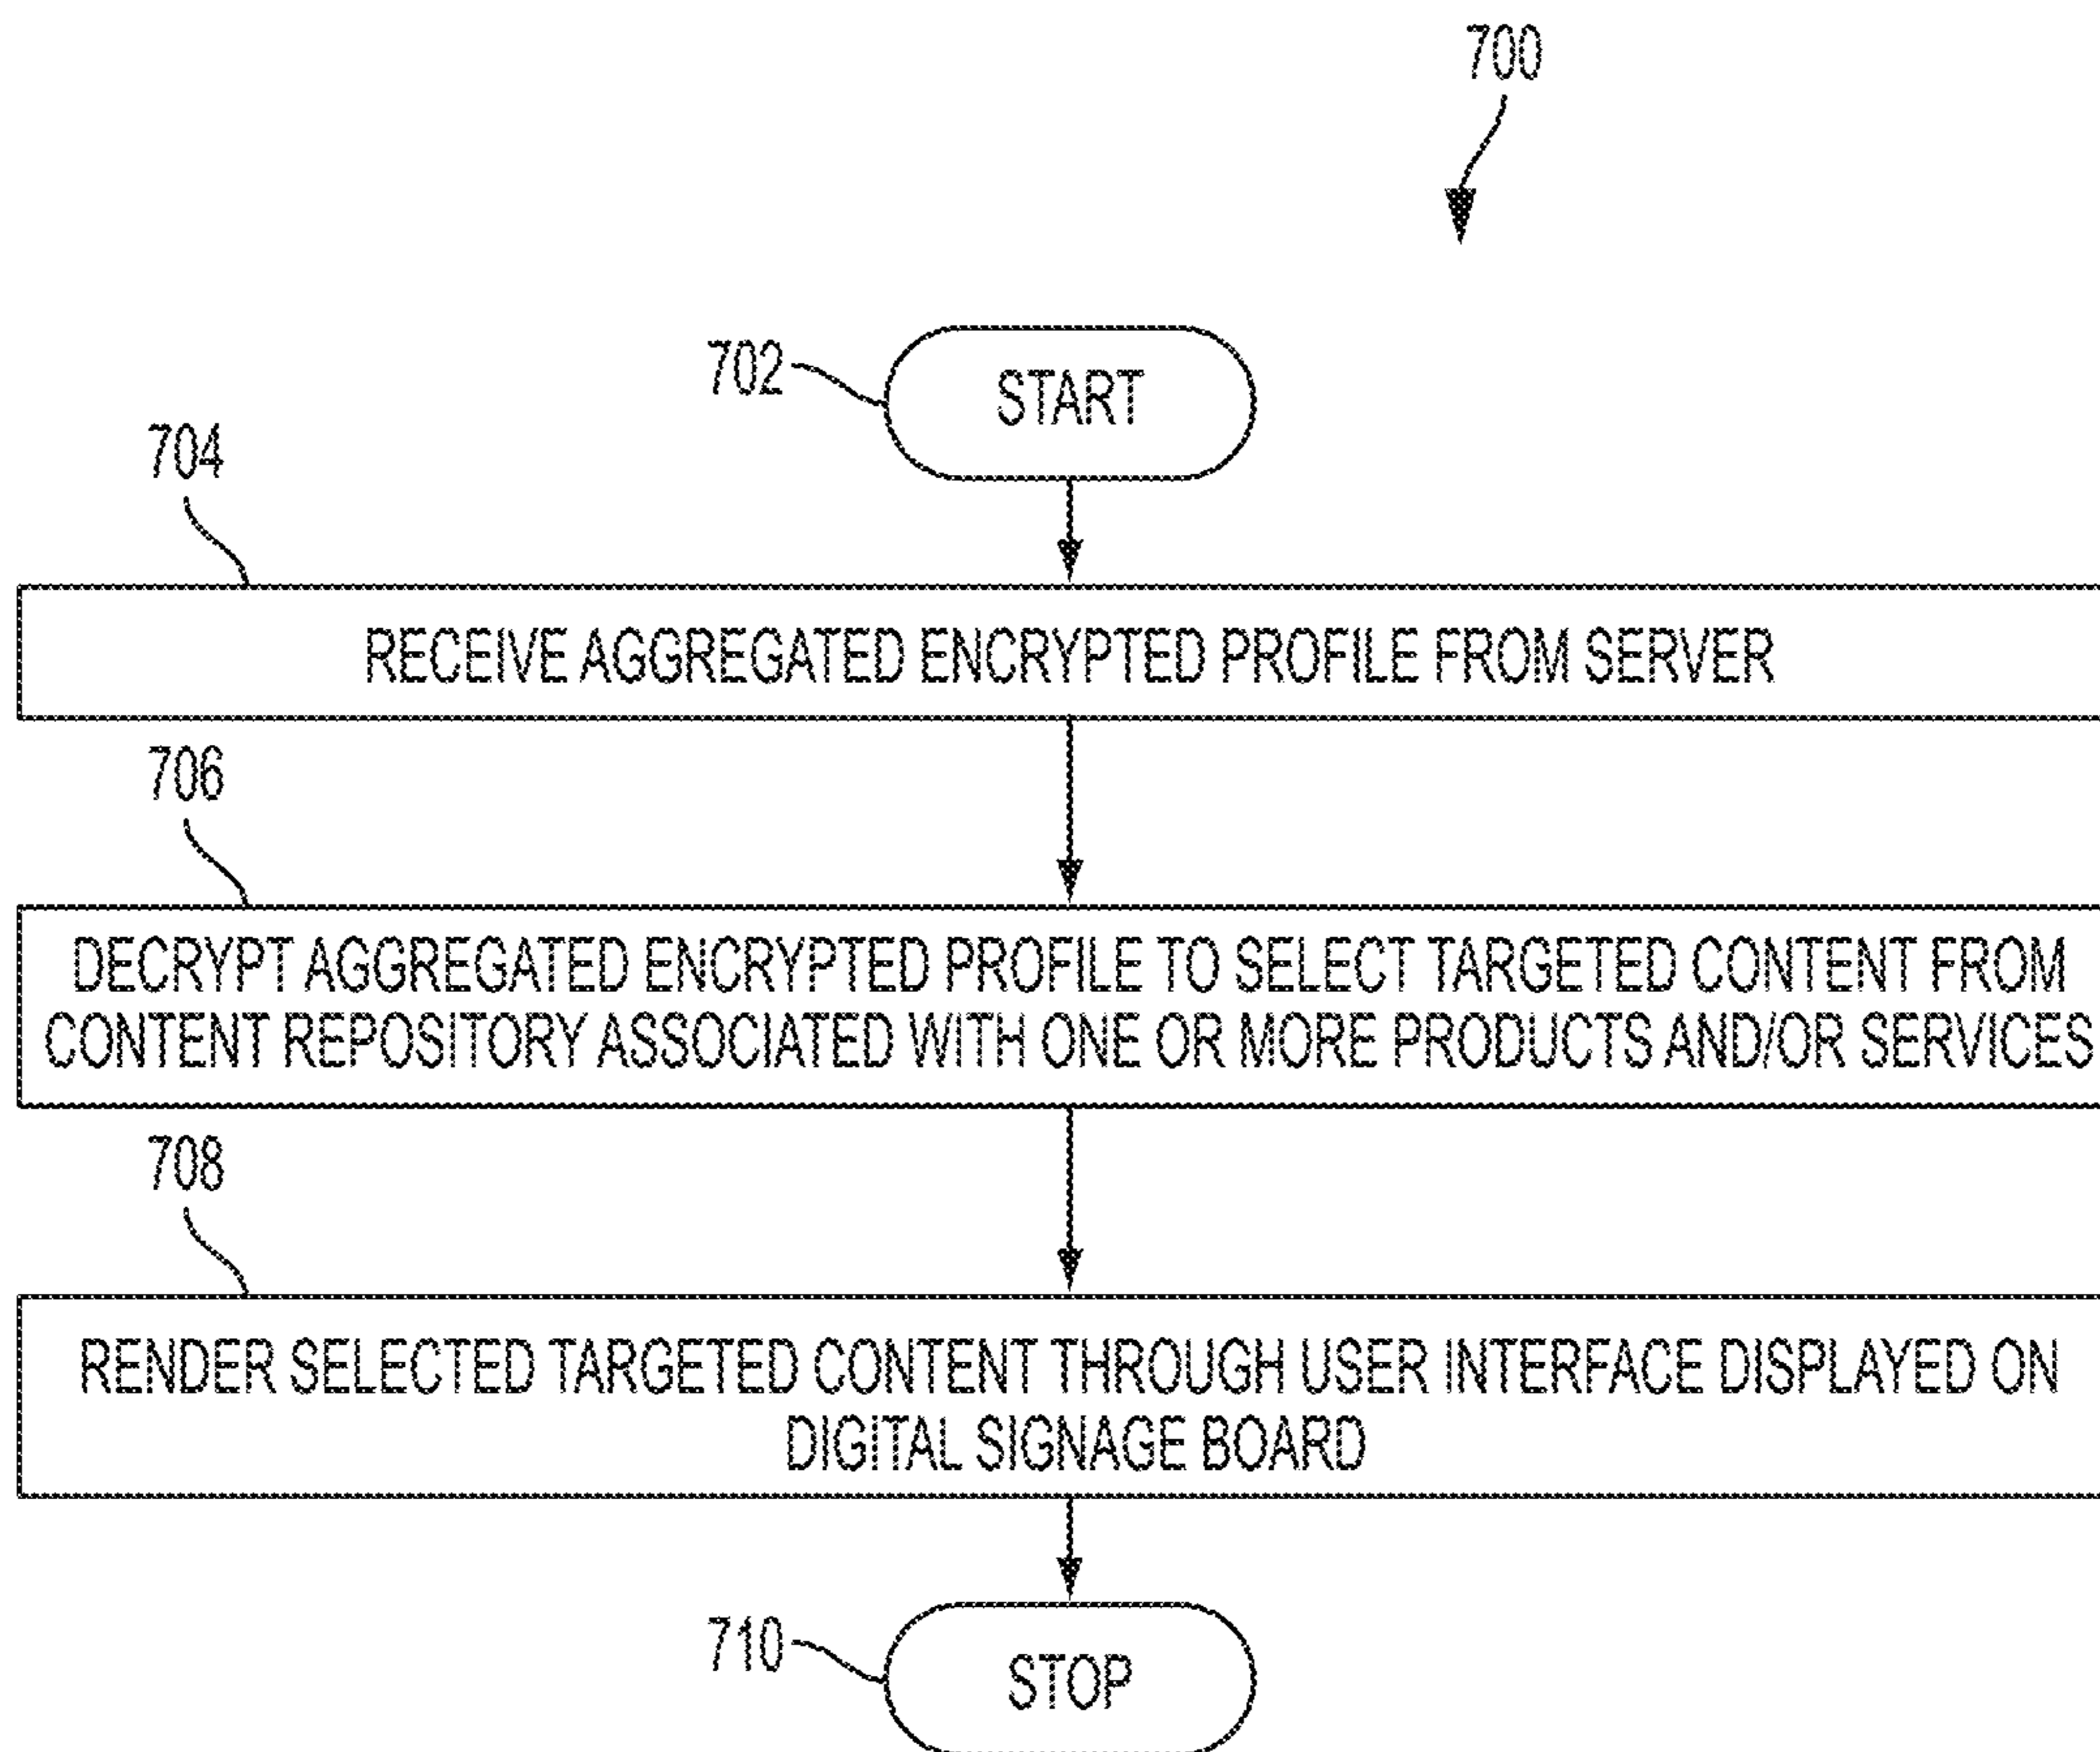 700
702
START
704
RECEIVE AGGREGATED ENCRYPTED PROFILE FROM SERVER
706
DECRYPT AGGREGATED ENCRYPTED PROFILE TO SELECT TARGETED CONTENT FROM
CONTENT REPOSITORY ASSOCIATED WITH ONE OR MORE PRODUCTS AND/OR SERVICES
708
RENDER SELECTED TARGETED CONTENT THROUGH USER INTERFACE DISPLAYED ON
DIGITAL SIGNAGE BOARD
710
STOP